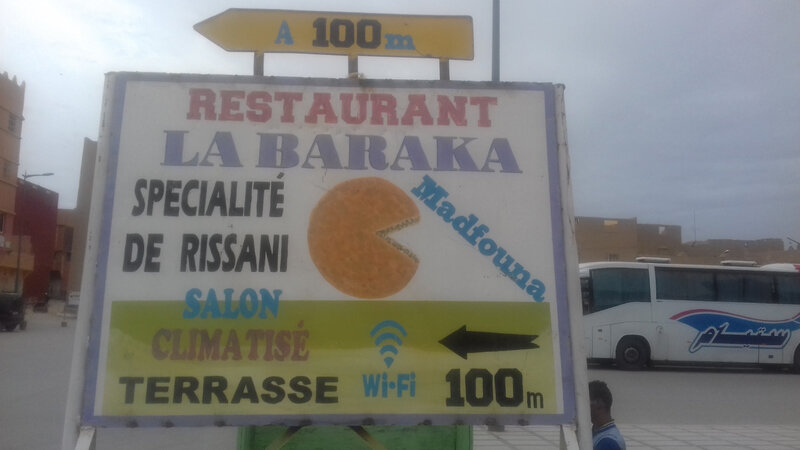 A 100m
RESTAURANT
LA BARAKA
SPECIALITÉ
DE RISSANI
Madfouna
SALON
CLIMATISÉ
TERRASSE
Wi-Fi
100m
ستيام